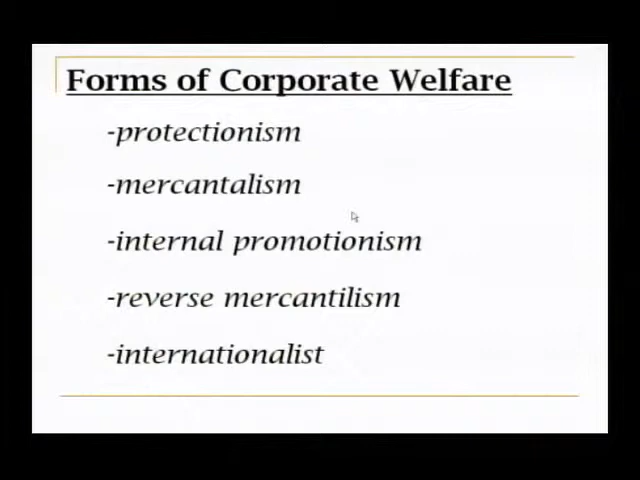 Forms of Corporate Welfare
-protectionism
-mercantalism
-internal promotionism
-reverse mercantilism
-internationalist